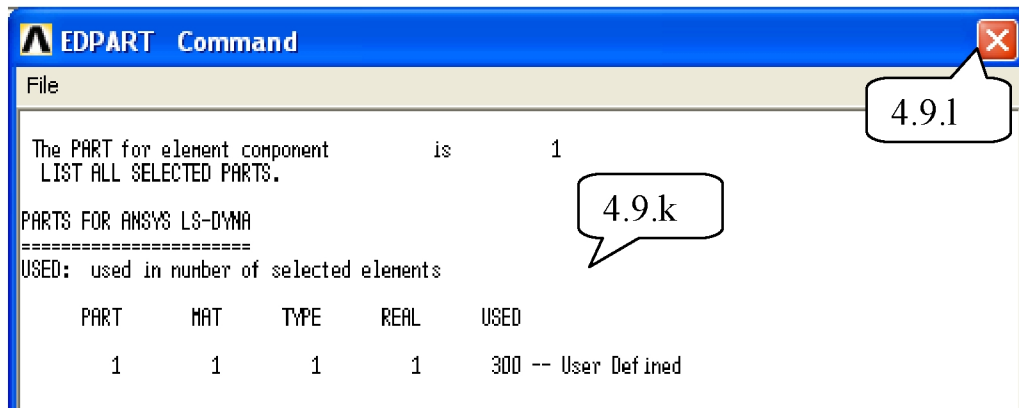 EDPART Command
File
4.9.l
The PART for element component is 1
LIST ALL SELECTED PARTS.
4.9.k
PARTS FOR ANSYS LS-DYNA
=======================
USED: used in number of selected elements
PART MAT TYPE REAL USED
1 1 1 1 300 -- User Defined